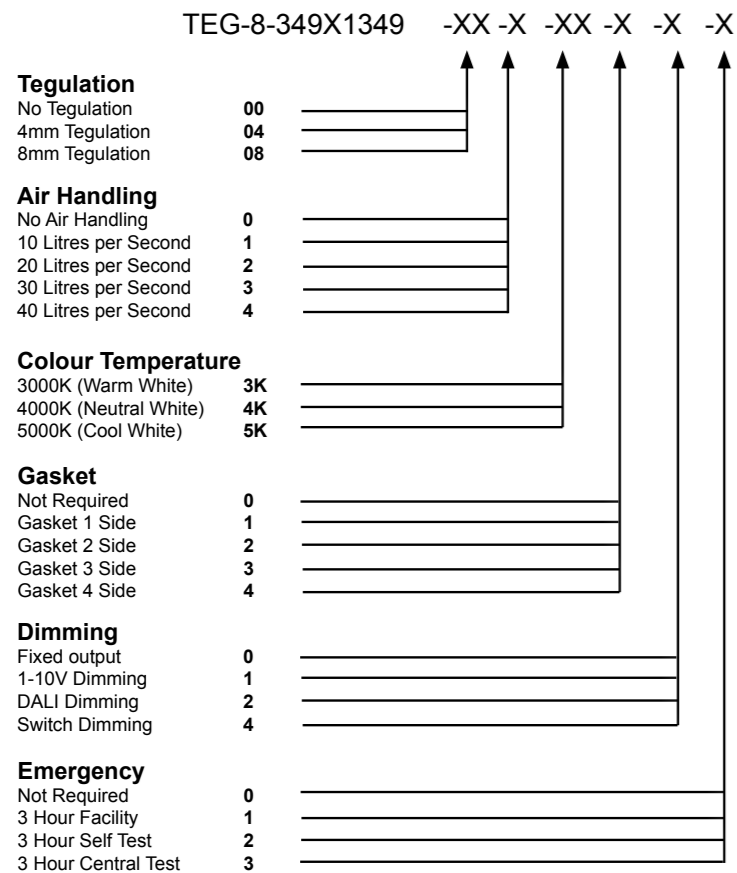 TEG-8-349X1349 -XX -X -XX -X -X -X
Tegulation
No Tegulation 00
4mm Tegulation 04
8mm Tegulation 08
Air Handling
No Air Handling 0
10 Litres per Second 1
20 Litres per Second 2
30 Litres per Second 3
40 Litres per Second 4
Colour Temperature
3000K (Warm White) 3K
4000K (Neutral White) 4K
5000K (Cool White) 5K
Gasket
Not Required 0
Gasket 1 Side 1
Gasket 2 Side 2
Gasket 3 Side 3
Gasket 4 Side 4
Dimming
Fixed output 0
1-10V Dimming 1
DALI Dimming 2
Switch Dimming 4
Emergency
Not Required 0
3 Hour Facility 1
3 Hour Self Test 2
3 Hour Central Test 3